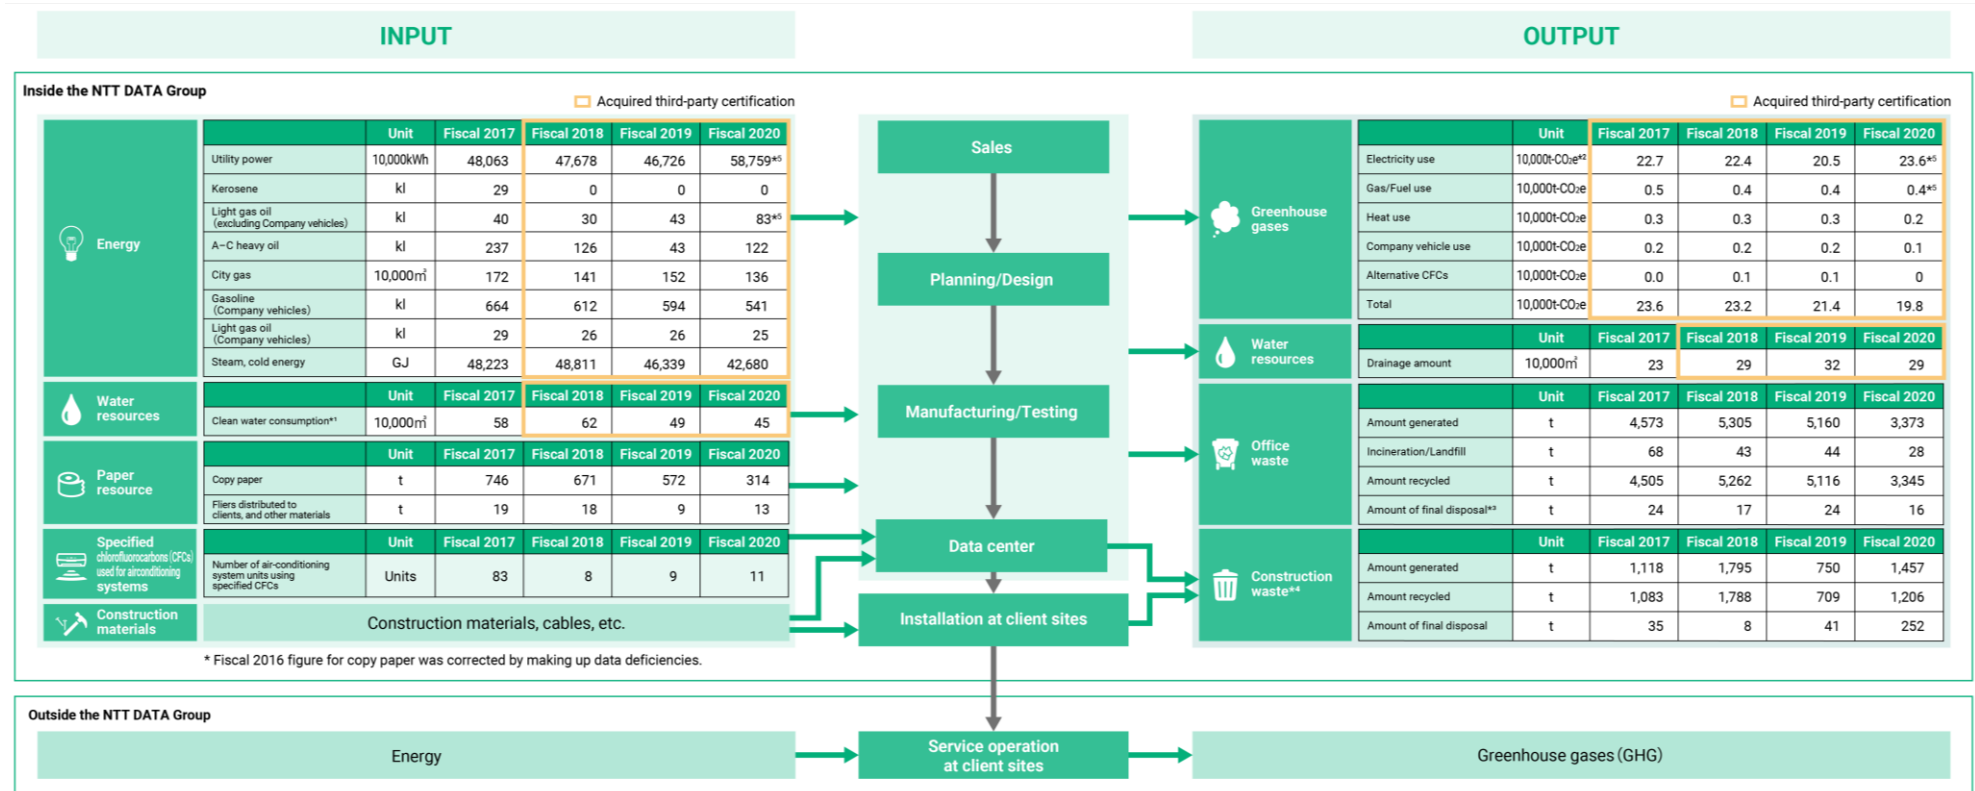 INPUT
OUTPUT
Inside the NTT DATA Group
Acquired third-party certification
Energy
Unit Fiscal 2017 Fiscal 2018 Fiscal 2019 Fiscal 2020
Utility power 10,000kWh 48,063 47,678 46,726 58,759*5
Kerosene kl 29 0 0 0
Light gas oil
(excluding Company vehicles) kl 40 30 43 83*5
A–C heavy oil kl 237 126 43 122
City gas 10,000㎥ 172 141 152 136
Gasoline
(Company vehicles) kl 664 612 594 541
Light gas oil
(Company vehicles) kl 29 26 26 25
Steam, cold energy GJ 48,223 48,811 46,339 42,680
Water
resources
Unit Fiscal 2017 Fiscal 2018 Fiscal 2019 Fiscal 2020
Clean water consumption*1 10,000㎥ 58 62 49 45
Paper
resource
Unit Fiscal 2017 Fiscal 2018 Fiscal 2019 Fiscal 2020
Copy paper t 746 671 572 314
Fliers distributed to
clients, and other materials t 19 18 9 13
Specified
chlorofluorocarbons (CFCs)
used for airconditioning
systems
Unit Fiscal 2017 Fiscal 2018 Fiscal 2019 Fiscal 2020
Number of air-conditioning
system units using
specified CFCs Units 83 8 9 11
Construction
materials
Construction materials, cables, etc.
* Fiscal 2016 figure for copy paper was corrected by making up data deficiencies.
Sales
Planning/Design
Manufacturing/Testing
Data center
Installation at client sites
Acquired third-party certification
Greenhouse
gases
Unit Fiscal 2017 Fiscal 2018 Fiscal 2019 Fiscal 2020
Electricity use 10,000t-CO2e*2 22.7 22.4 20.5 23.6*5
Gas/Fuel use 10,000t-CO2e 0.5 0.4 0.4 0.4*5
Heat use 10,000t-CO2e 0.3 0.3 0.3 0.2
Company vehicle use 10,000t-CO2e 0.2 0.2 0.2 0.1
Alternative CFCs 10,000t-CO2e 0.0 0.1 0.1 0
Total 10,000t-CO2e 23.6 23.2 21.4 19.8
Water
resources
Unit Fiscal 2017 Fiscal 2018 Fiscal 2019 Fiscal 2020
Drainage amount 10,000㎥ 23 29 32 29
Office
waste
Unit Fiscal 2017 Fiscal 2018 Fiscal 2019 Fiscal 2020
Amount generated t 4,573 5,305 5,160 3,373
Incineration/Landfill t 68 43 44 28
Amount recycled t 4,505 5,262 5,116 3,345
Amount of final disposal*3 t 24 17 24 16
Construction
waste*4
Unit Fiscal 2017 Fiscal 2018 Fiscal 2019 Fiscal 2020
Amount generated t 1,118 1,795 750 1,457
Amount recycled t 1,083 1,788 709 1,206
Amount of final disposal t 35 8 41 252
Outside the NTT DATA Group
Energy
Service operation
at client sites
Greenhouse gases (GHG)